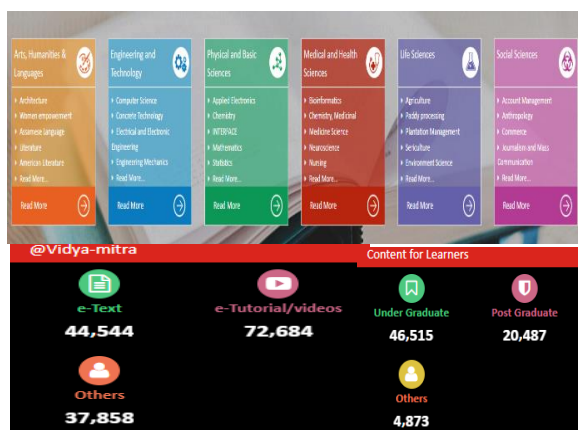 Arts, Humanities &
Languages
Architecture
Women empowerment
Assamese Language
Literature
American Literature
Read More...
Read More
Engineering and
Technology
Computer Science
Concrete Technology
Electrical and Electronic
Engineering
Engineering Mechanics
Read More...
Read More
Physical and Basic
Sciences
Applied Electronics
Chemistry
INTERFACE
Mathematics
Statistics
Read More...
Read More
Medical and Health
Sciences
Bioinformatics
Chemistry, Medicinal
Medicine Science
Neuroscience
Nursing
Read More...
Read More
Life Sciences
Agriculture
Paddy processing
Plantation Management
Sericulture
Environment Science
Read More...
Read More
Social Sciences
Account Management
Anthropology
Commerce
Journalism and Mass
Communication
Read More...
Read More
@Vidya-mitra
e-Text
44,544
e-Tutorial/videos
72,684
Others
37,858
Content for Learners
Under Graduate
46,515
Post Graduate
20,487
Others
4,873